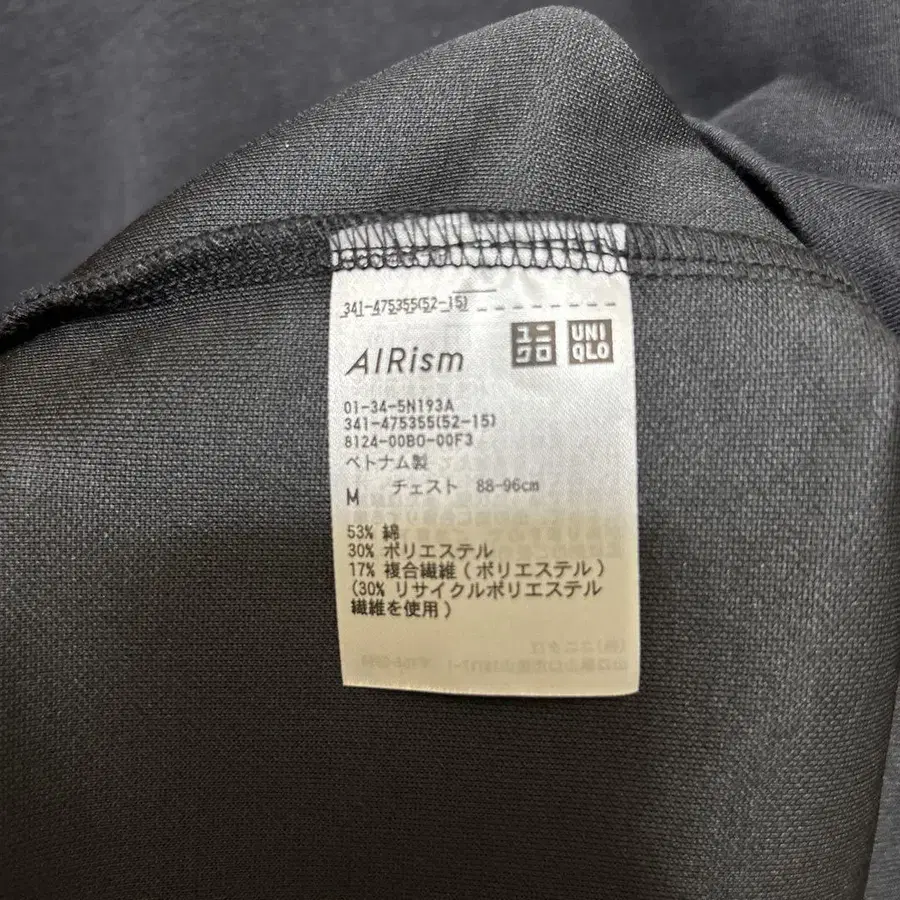 341-475355(52-15)
AIRism
ユニクロ
UNIQLO
01-34-5N193A
341-475355(52-15)
8124-00BO-00F3
ベトナム製
M チェスト 88-96cm
53% 綿
30% ポリエステル
17% 複合繊維(ポリエステル)
(30% リサイクルポリエステル
繊維を使用)